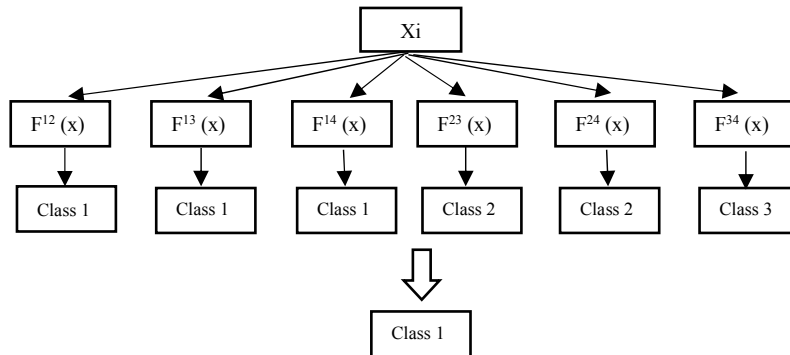 Xi
F¹² (x)
F¹³ (x)
F¹⁴ (x)
F²³ (x)
F²⁴ (x)
F³⁴ (x)
Class 1
Class 1
Class 1
Class 2
Class 2
Class 3
Class 1